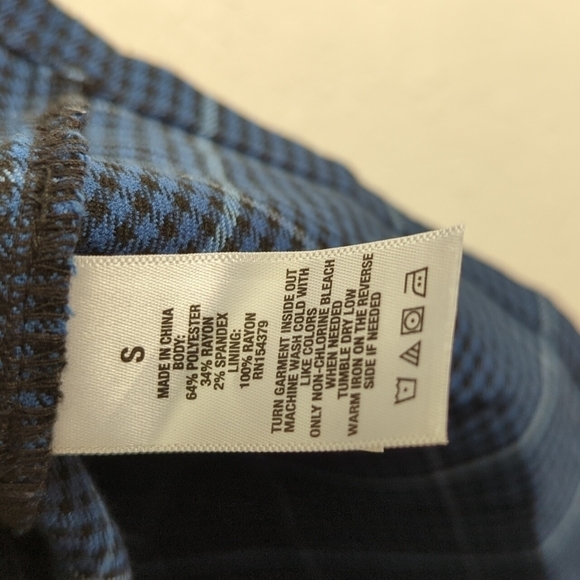 S
MADE IN CHINA
BODY:
64% POLYESTER
34% RAYON
2% SPANDEX
LINING:
100% RAYON
RN154379
TURN GARMENT INSIDE OUT
MACHINE WASH COLD WITH
LIKE COLORS
ONLY NON-CHLORINE BLEACH
WHEN NEEDED
TUMBLE DRY LOW
WARM IRON ON THE REVERSE
SIDE IF NEEDED